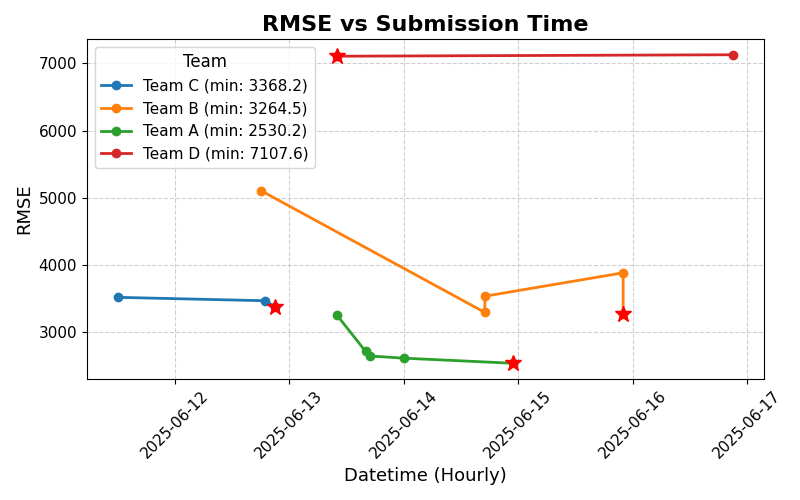 RMSE vs Submission Time
Team
Team C (min: 3368.2)
Team B (min: 3264.5)
Team A (min: 2530.2)
Team D (min: 7107.6)
RMSE
7000
6000
5000
4000
3000
2025-06-12
2025-06-13
2025-06-14
2025-06-15
2025-06-16
2025-06-17
Datetime (Hourly)